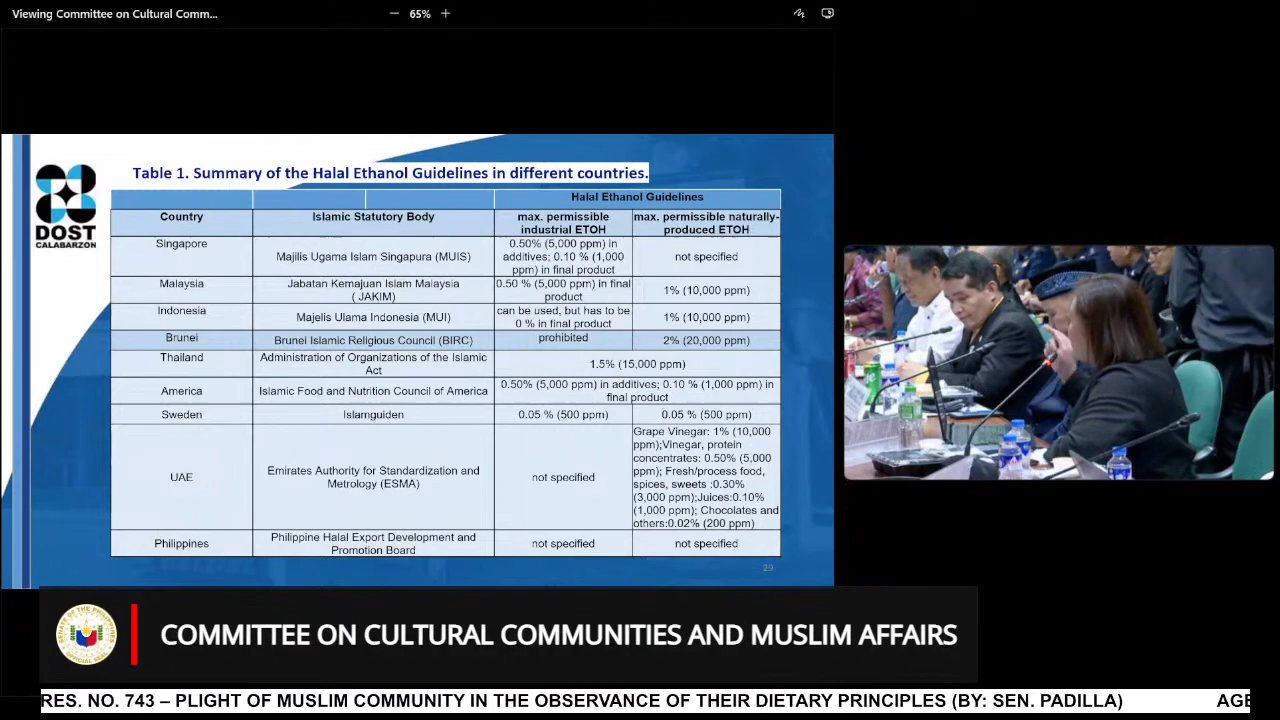 Viewing Committee on Cultural Comm...
65%
DOST
CALABARZON
Table 1. Summary of the Halal Ethanol Guidelines in different countries.
Halal Ethanol Guidelines
Country
Islamic Statutory Body
max. permissible
industrial ETOH
max. permissible naturally-
produced ETOH
Singapore
Majilis Ugama Islam Singapura (MUIS)
0.50% (5,000 ppm) in
additives; 0.10 % (1,000
ppm) in final product
not specified
Malaysia
Jabatan Kemajuan Islam Malaysia
( JAKIM)
0.50 % (5,000 ppm) in final
product
1% (10,000 ppm)
Indonesia
Majelis Ulama Indonesia (MUI)
can be used, but has to be
0 % in final product
1% (10,000 ppm)
Brunei
Brunei Islamic Religious Council (BIRC)
prohibited
2% (20,000 ppm)
Thailand
Administration of Organizations of the Islamic
Act
1.5% (15,000 ppm)
America
Islamic Food and Nutrition Council of America
0.50% (5,000 ppm) in additives; 0.10 % (1,000 ppm) in
final product
Sweden
Islamguiden
0.05 % (500 ppm)
0.05 % (500 ppm)
UAE
Emirates Authority for Standardization and
Metrology (ESMA)
not specified
Grape Vinegar: 1% (10,000
ppm);Vinegar, protein
concentrates: 0.50% (5,000
ppm); Fresh/process food,
spices, sweets :0.30%
(3,000 ppm);Juices:0.10%
(1,000 ppm); Chocolates and
others:0.02% (200 ppm)
Philippines
Philippine Halal Export Development and
Promotion Board
not specified
not specified
29
COMMITTEE ON CULTURAL COMMUNITIES AND MUSLIM AFFAIRS
RES. NO. 743 – PLIGHT OF MUSLIM COMMUNITY IN THE OBSERVANCE OF THEIR DIETARY PRINCIPLES (BY: SEN. PADILLA) AGE